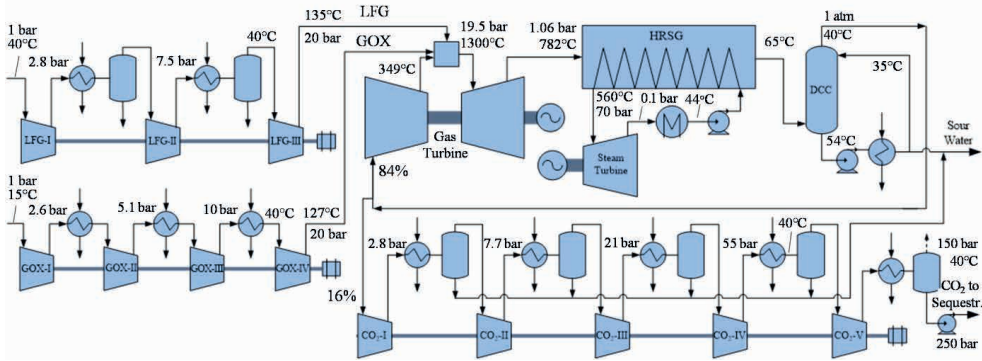 1 bar
40°C
2.8 bar
7.5 bar
40°C
135°C
20 bar
LFG
GOX
LFG-I
LFG-II
LFG-III
1 bar
15°C
2.6 bar
5.1 bar
10 bar
40°C
127°C
20 bar
GOX-I
GOX-II
GOX-III
GOX-IV
349°C
19.5 bar
1300°C
Gas
Turbine
84%
16%
1.06 bar
782°C
HRSG
65°C
560°C
70 bar
0.1 bar
44°C
Steam
Turbine
1 atm
40°C
DCC
35°C
54°C
Sour
Water
2.8 bar
7.7 bar
21 bar
55 bar
40°C
CO₂-I
CO₂-II
CO₂-III
CO₂-IV
CO₂-V
150 bar
40°C
CO₂ to
Sequestr.
250 bar